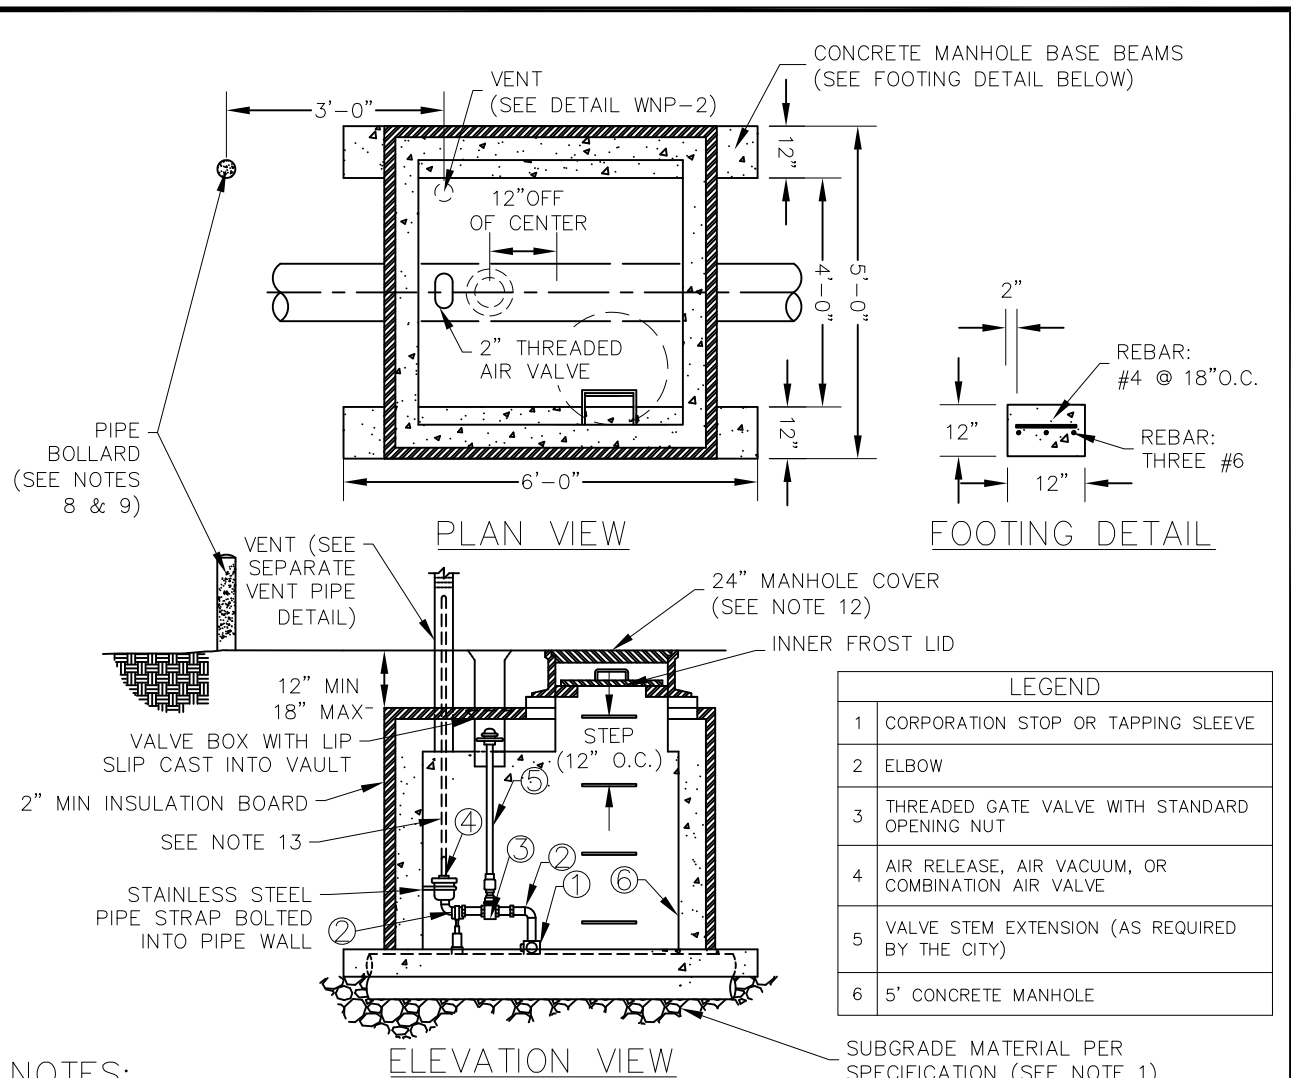 CONCRETE MANHOLE BASE BEAMS
(SEE FOOTING DETAIL BELOW)
VENT
(SEE DETAIL WNP-2)
3'-0"
12"
12"OFF
OF CENTER
4'-0"
5'-0"
2" THREADED
AIR VALVE
12"
6'-0"
PIPE
BOLLARD
(SEE NOTES
8 & 9)
PLAN VIEW
2"
REBAR:
#4 @ 18"O.C.
12"
REBAR:
THREE #6
12"
FOOTING DETAIL
VENT (SEE
SEPARATE
VENT PIPE
DETAIL)
24" MANHOLE COVER
(SEE NOTE 12)
INNER FROST LID
12" MIN
18" MAX
VALVE BOX WITH LIP
SLIP CAST INTO VAULT
STEP
(12" O.C.)
2" MIN INSULATION BOARD
SEE NOTE 13
STAINLESS STEEL
PIPE STRAP BOLTED
INTO PIPE WALL
5
4
3
2
1
6
2
LEGEND
1 CORPORATION STOP OR TAPPING SLEEVE
2 ELBOW
3 THREADED GATE VALVE WITH STANDARD
OPENING NUT
4 AIR RELEASE, AIR VACUUM, OR
COMBINATION AIR VALVE
5 VALVE STEM EXTENSION (AS REQUIRED
BY THE CITY)
6 5' CONCRETE MANHOLE
ELEVATION VIEW
SUBGRADE MATERIAL PER
SPECIFICATION (SEE NOTE 1)
NOTES: